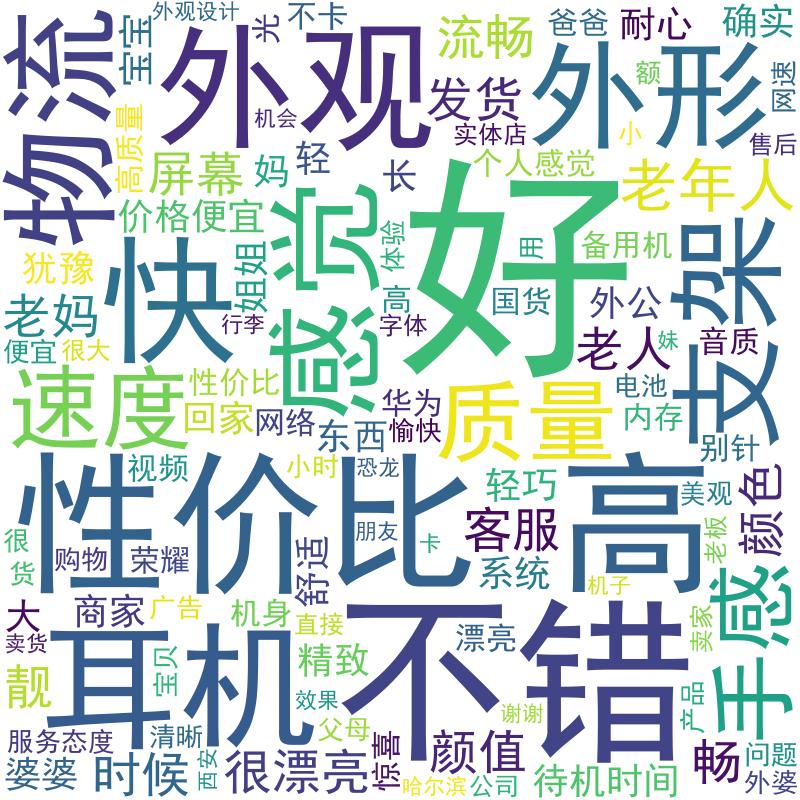 外观设计
不卡
爸爸
耐心
确实
宝宝
光
流畅
额
网速
物流
外观
外形
高质量
机会
发货
实体店
小
售后
屏幕
妈
轻
长
个人感觉
老年人
价格便宜
感觉
好
犹豫
快
姐姐
体验
用
备用机
支架
老妈
高
国货
外公
便宜
很大
行李
字体
老人
妹
音质
速度
性价比
回家
网络
华为
东西
愉快
质量
电池
内存
别针
视频
小时
恐龙
轻巧
美观
颜色
性价比
高
很
货
购物
荣耀
舒适
朋友
卡
客服
系统
老板
机子
大
商家
广告
机身
直接
漂亮
卖家
手感
卖货
耳机
不错
靓
宝贝
精致
效果
谢谢
产品
父母
服务态度
清晰
惊喜
颜值
畅
问题
婆婆
时候
西安
很漂亮
哈尔滨
公司
待机时间
外婆